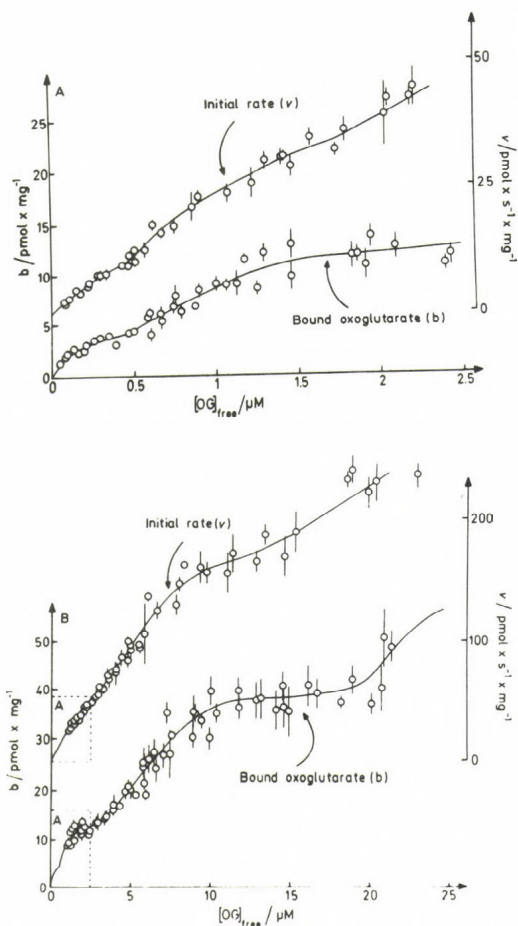 50
A
Initial rate (v)
25
20
25
15
10
5
0
0
b / pmol x mg⁻¹
v / pmol x s⁻¹ x mg⁻¹
Bound oxoglutarate (b)
0 0.5 1 1.5 2 2.5
[OG]free / μM
200
Initial rate (v)
B
50
100
40
A
30
0
20
A
10
0
b / pmol x mg⁻¹
v / pmol x s⁻¹ x mg⁻¹
Bound oxoglutarate (b)
0 5 10 15 20 25
[OG]free / μM